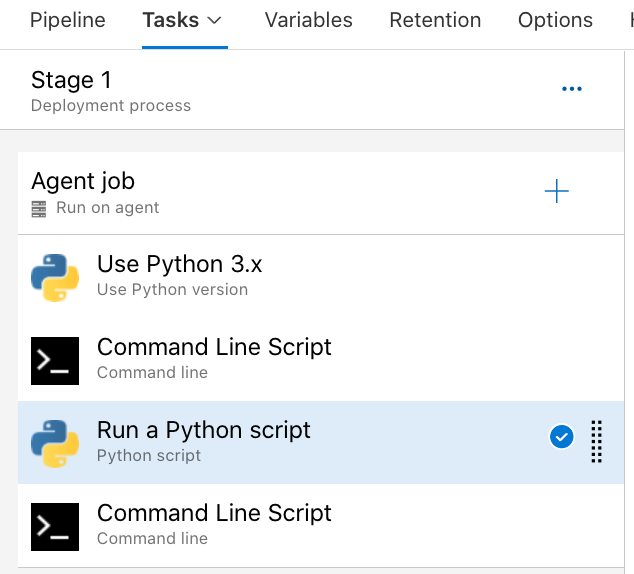 Pipeline Tasks Variables Retention Options
Stage 1
Deployment process
Agent job
Run on agent
Use Python 3.x
Use Python version
Command Line Script
Command line
Run a Python script
Python script
Command Line Script
Command line